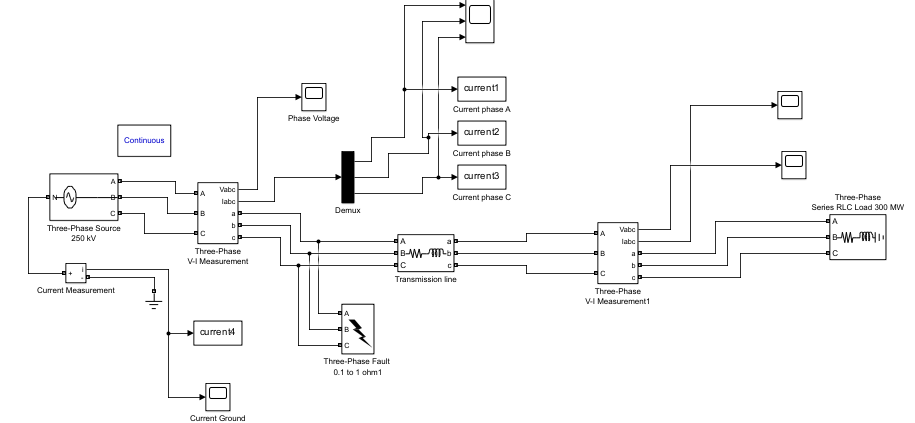 current1
Current phase A
Phase Voltage
Continuous
current2
Current phase B
current3
Current phase C
Demux
N
A
B
C
Three-Phase Source
250 kV
A
B
C
Vabc
Iabc
a
b
c
Three-Phase
V-I Measurement
A
B
C
a
b
c
Transmission line
A
B
C
Vabc
Iabc
a
b
c
Three-Phase
V-I Measurement1
Three-Phase
Series RLC Load 300 MW
A
B
C
+
i
-
Current Measurement
A
B
C
Three-Phase Fault
0.1 to 1 ohm1
current4
Current Ground